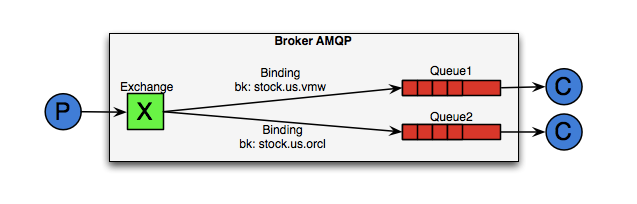 Broker AMQP
Exchange
P
X
Binding
bk: stock.us.vmw
Queue1
C
Binding
bk: stock.us.orcl
Queue2
C